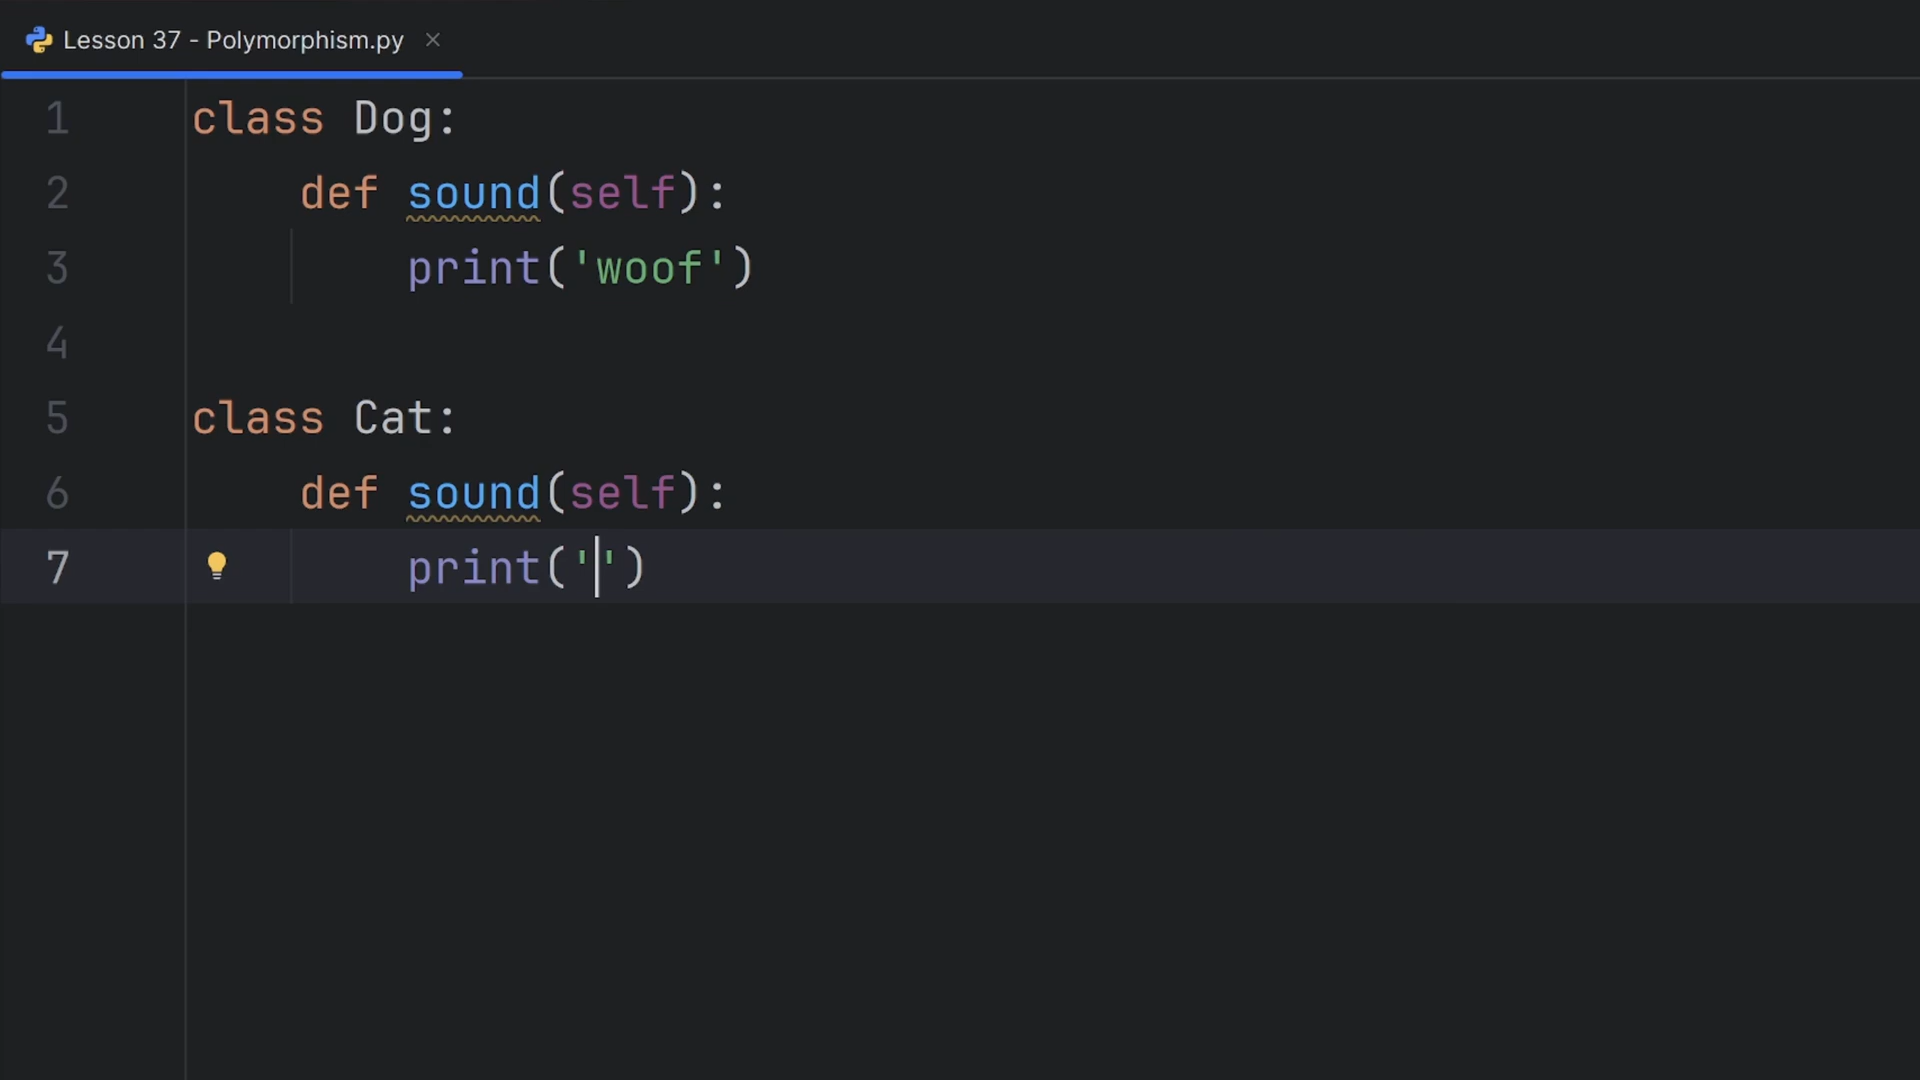 Lesson 37 - Polymorphism.py ×
1 class Dog:
2     def sound(self):
3         print('woof')
4
5 class Cat:
6     def sound(self):
7         print('')